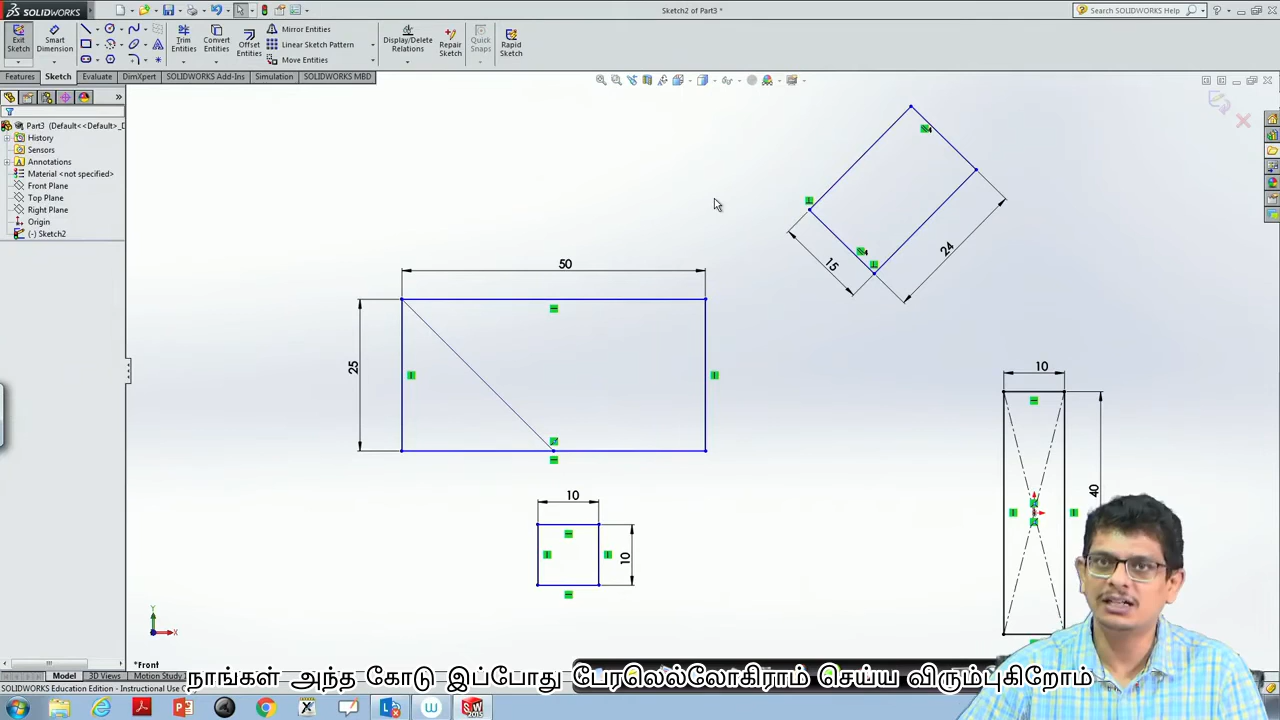 SOLIDWORKS
Sketch2 of Part3 *
Search SOLIDWORKS Help
Exit Sketch
Smart Dimension
Trim Entities
Convert Entities
Offset Entities
Mirror Entities
Linear Sketch Pattern
Move Entities
Display/Delete Relations
Repair Sketch
Quick Snaps
Rapid Sketch
Features
Sketch
Evaluate
DimXpert
SOLIDWORKS Add-Ins
Simulation
SOLIDWORKS MBD
Part3 (Default<<Default>_D
History
Sensors
Annotations
Material <not specified>
Front Plane
Top Plane
Right Plane
Origin
(-) Sketch2
15
24
50
25
10
40
10
10
Y
X
*Front
Model
3D Views
Motion Study
நாங்கள் அந்த கோடு இப்போது பேரலெல்லோகிராம் செய்ய விரும்புகிறோம்
SOLIDWORKS Education Edition - Instructional Use O